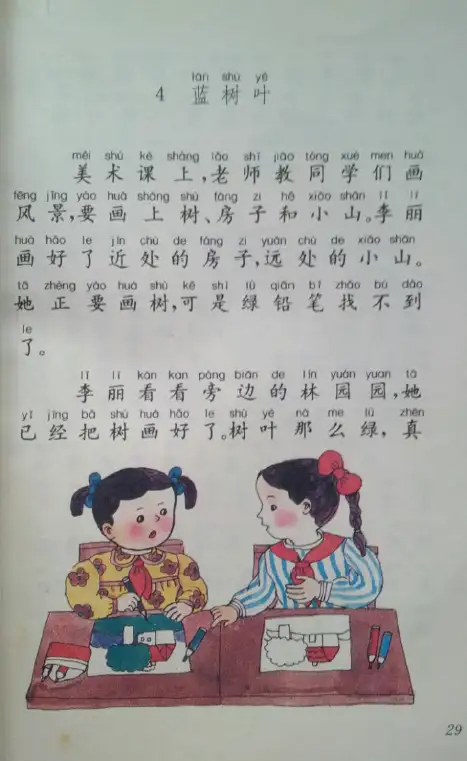 lán shù yè
4 蓝树叶
měi shù kè shàng lǎo shī jiāo tóng xué men huà
美术课上,老师教同学们画
fēng jǐng yào huà shàng shù fáng zi hé xiǎo shān lǐ lì
风景,要画上树、房子和小山。李丽
huà hǎo le jìn chù de fáng zi yuǎn chù de xiǎo shān
画好了近处的房子,远处的小山。
tā zhèng yào huà shù kě shì lǜ qiān bǐ zhǎo bú dào
她正要画树,可是绿铅笔找不到
le
了。
lǐ lì kàn kan páng biān de lín yuán yuan tā
李丽看看旁边的林园园,她
yǐ jīng bǎ shù huà hǎo le shù yè nà me lǜ zhēn
已经把树画好了。树叶那么绿,真
29